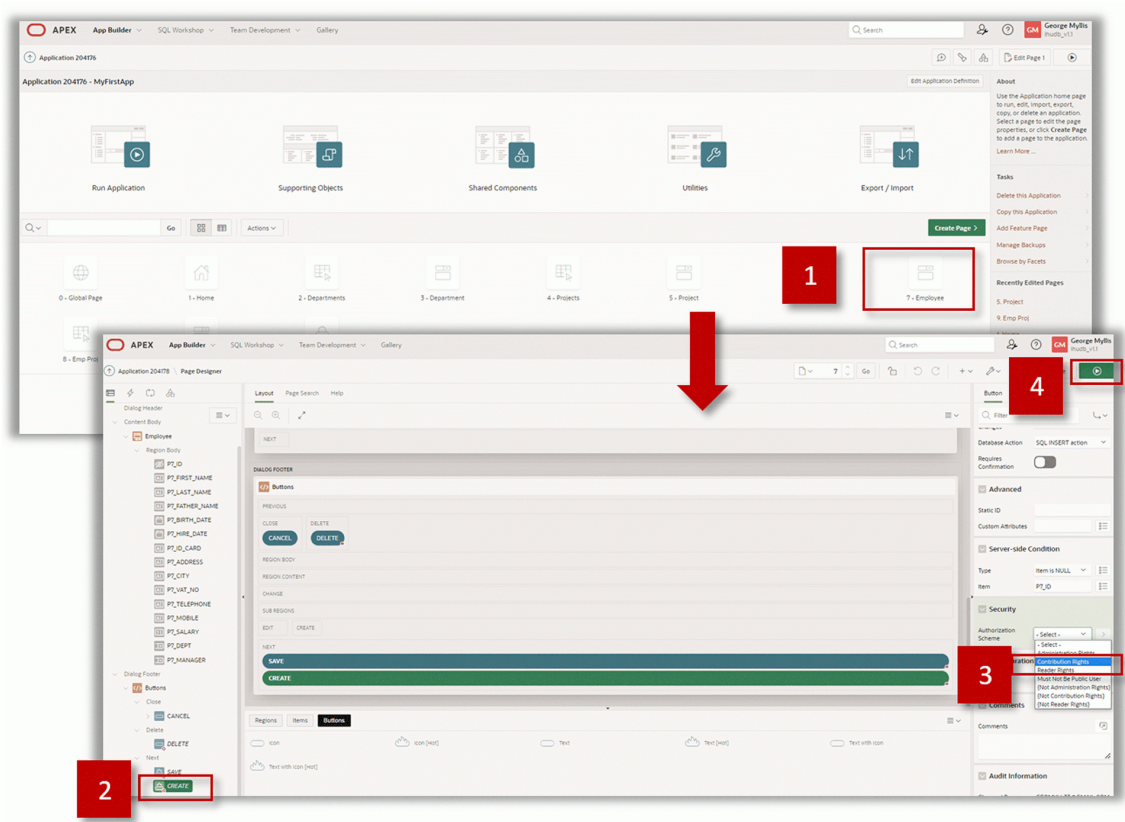 APEX App Builder SQL Workshop Team Development Gallery Search GM George Myllis
ihudb_v11
Application 204176 Edit Page 1
Application 204176 - MyFirstApp Edit Application Definition About
Use the Application home page
to run, edit, import, export,
copy, or delete an application.
Select a page to edit the page
properties, or click Create Page
to add a page to the application.
Learn More ...
Run Application Supporting Objects Shared Components Utilities Export / Import
Tasks
Delete this Application
Copy this Application
Go Actions Create Page > Add Feature Page
Manage Backups
Browse by Facets
1
Recently Edited Pages
0 - Global Page 1 - Home 2 - Departments 3 - Department 4 - Projects 5 - Project 7 - Employee
5. Project
9. Emp Proj
8 - Emp Proj
APEX App Builder SQL Workshop Team Development Gallery Search GM George Myllis
ihudb_v11
Application 204176 \ Page Designer 7 Go
4
Layout Page Search Help Button
Dialog Header
Content Body
Employee
Region Body
P7_ID
P7_FIRST_NAME
P7_LAST_NAME
P7_FATHER_NAME
P7_BIRTH_DATE
P7_HIRE_DATE
P7_ID_CARD
P7_ADDRESS
P7_CITY
P7_VAT_NO
P7_TELEPHONE
P7_MOBILE
P7_SALARY
P7_DEPT
P7_MANAGER
Dialog Footer
Buttons
Close
CANCEL
Delete
DELETE
Next
SAVE
CREATE
2
NEXT
DIALOG FOOTER
Buttons
PREVIOUS
CLOSE DELETE
CANCEL DELETE
REGION BODY
REGION CONTENT
CHANGE
SUB REGIONS
EDIT CREATE
NEXT
SAVE
CREATE
Regions Items Buttons
Icon Icon [Hot] Text Text [Hot] Text with Icon
Text with Icon [Hot]
Filter
Database Action SQL INSERT action
Requires
Confirmation
Advanced
Static ID
Custom Attributes
Server-side Condition
Type Item is NULL
Item P7_ID
Security
Authorization
Scheme
- Select -
- Select -
Administration Rights
Contribution Rights
Reader Rights
Must Not Be Public User
{Not Administration Rights}
{Not Contribution Rights}
{Not Reader Rights}
3
Comments
Comments
Audit Information